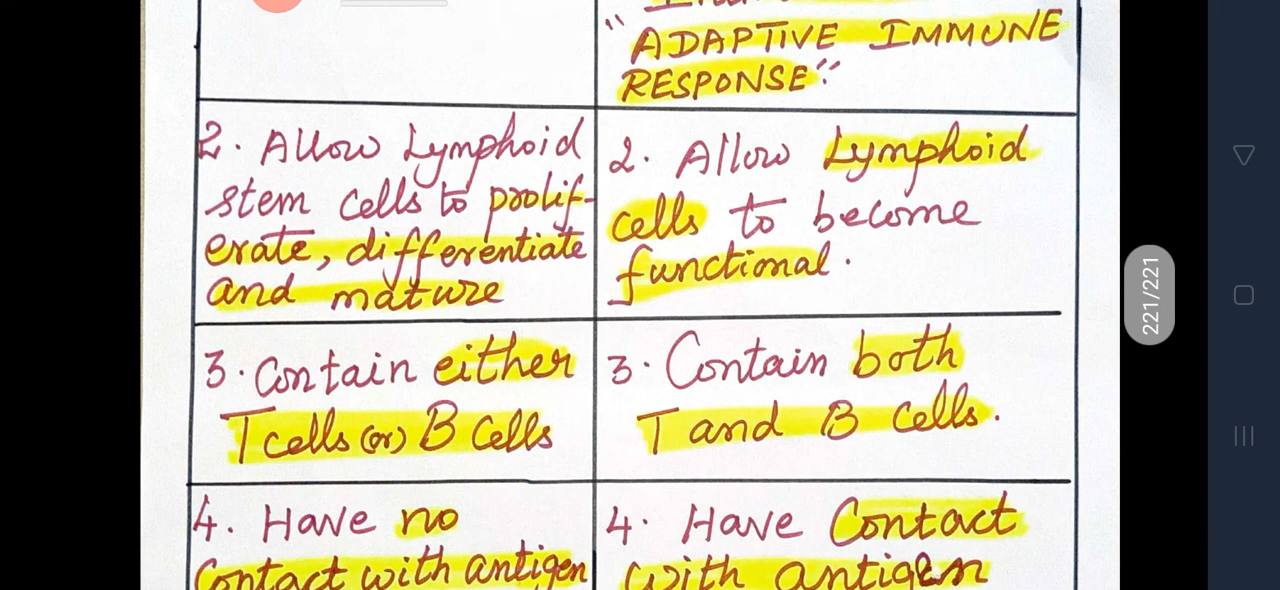 "ADAPTIVE IMMUNE
RESPONSE"
2. Allow Lymphoid
stem cells to prolif-
erate, differentiate
and mature
2. Allow Lymphoid
cells to become
functional.
3. Contain either
T cells (or) B cells
3. Contain both
T and B cells.
4. Have no
contact with antigen
4. Have Contact
with antigen
221/221